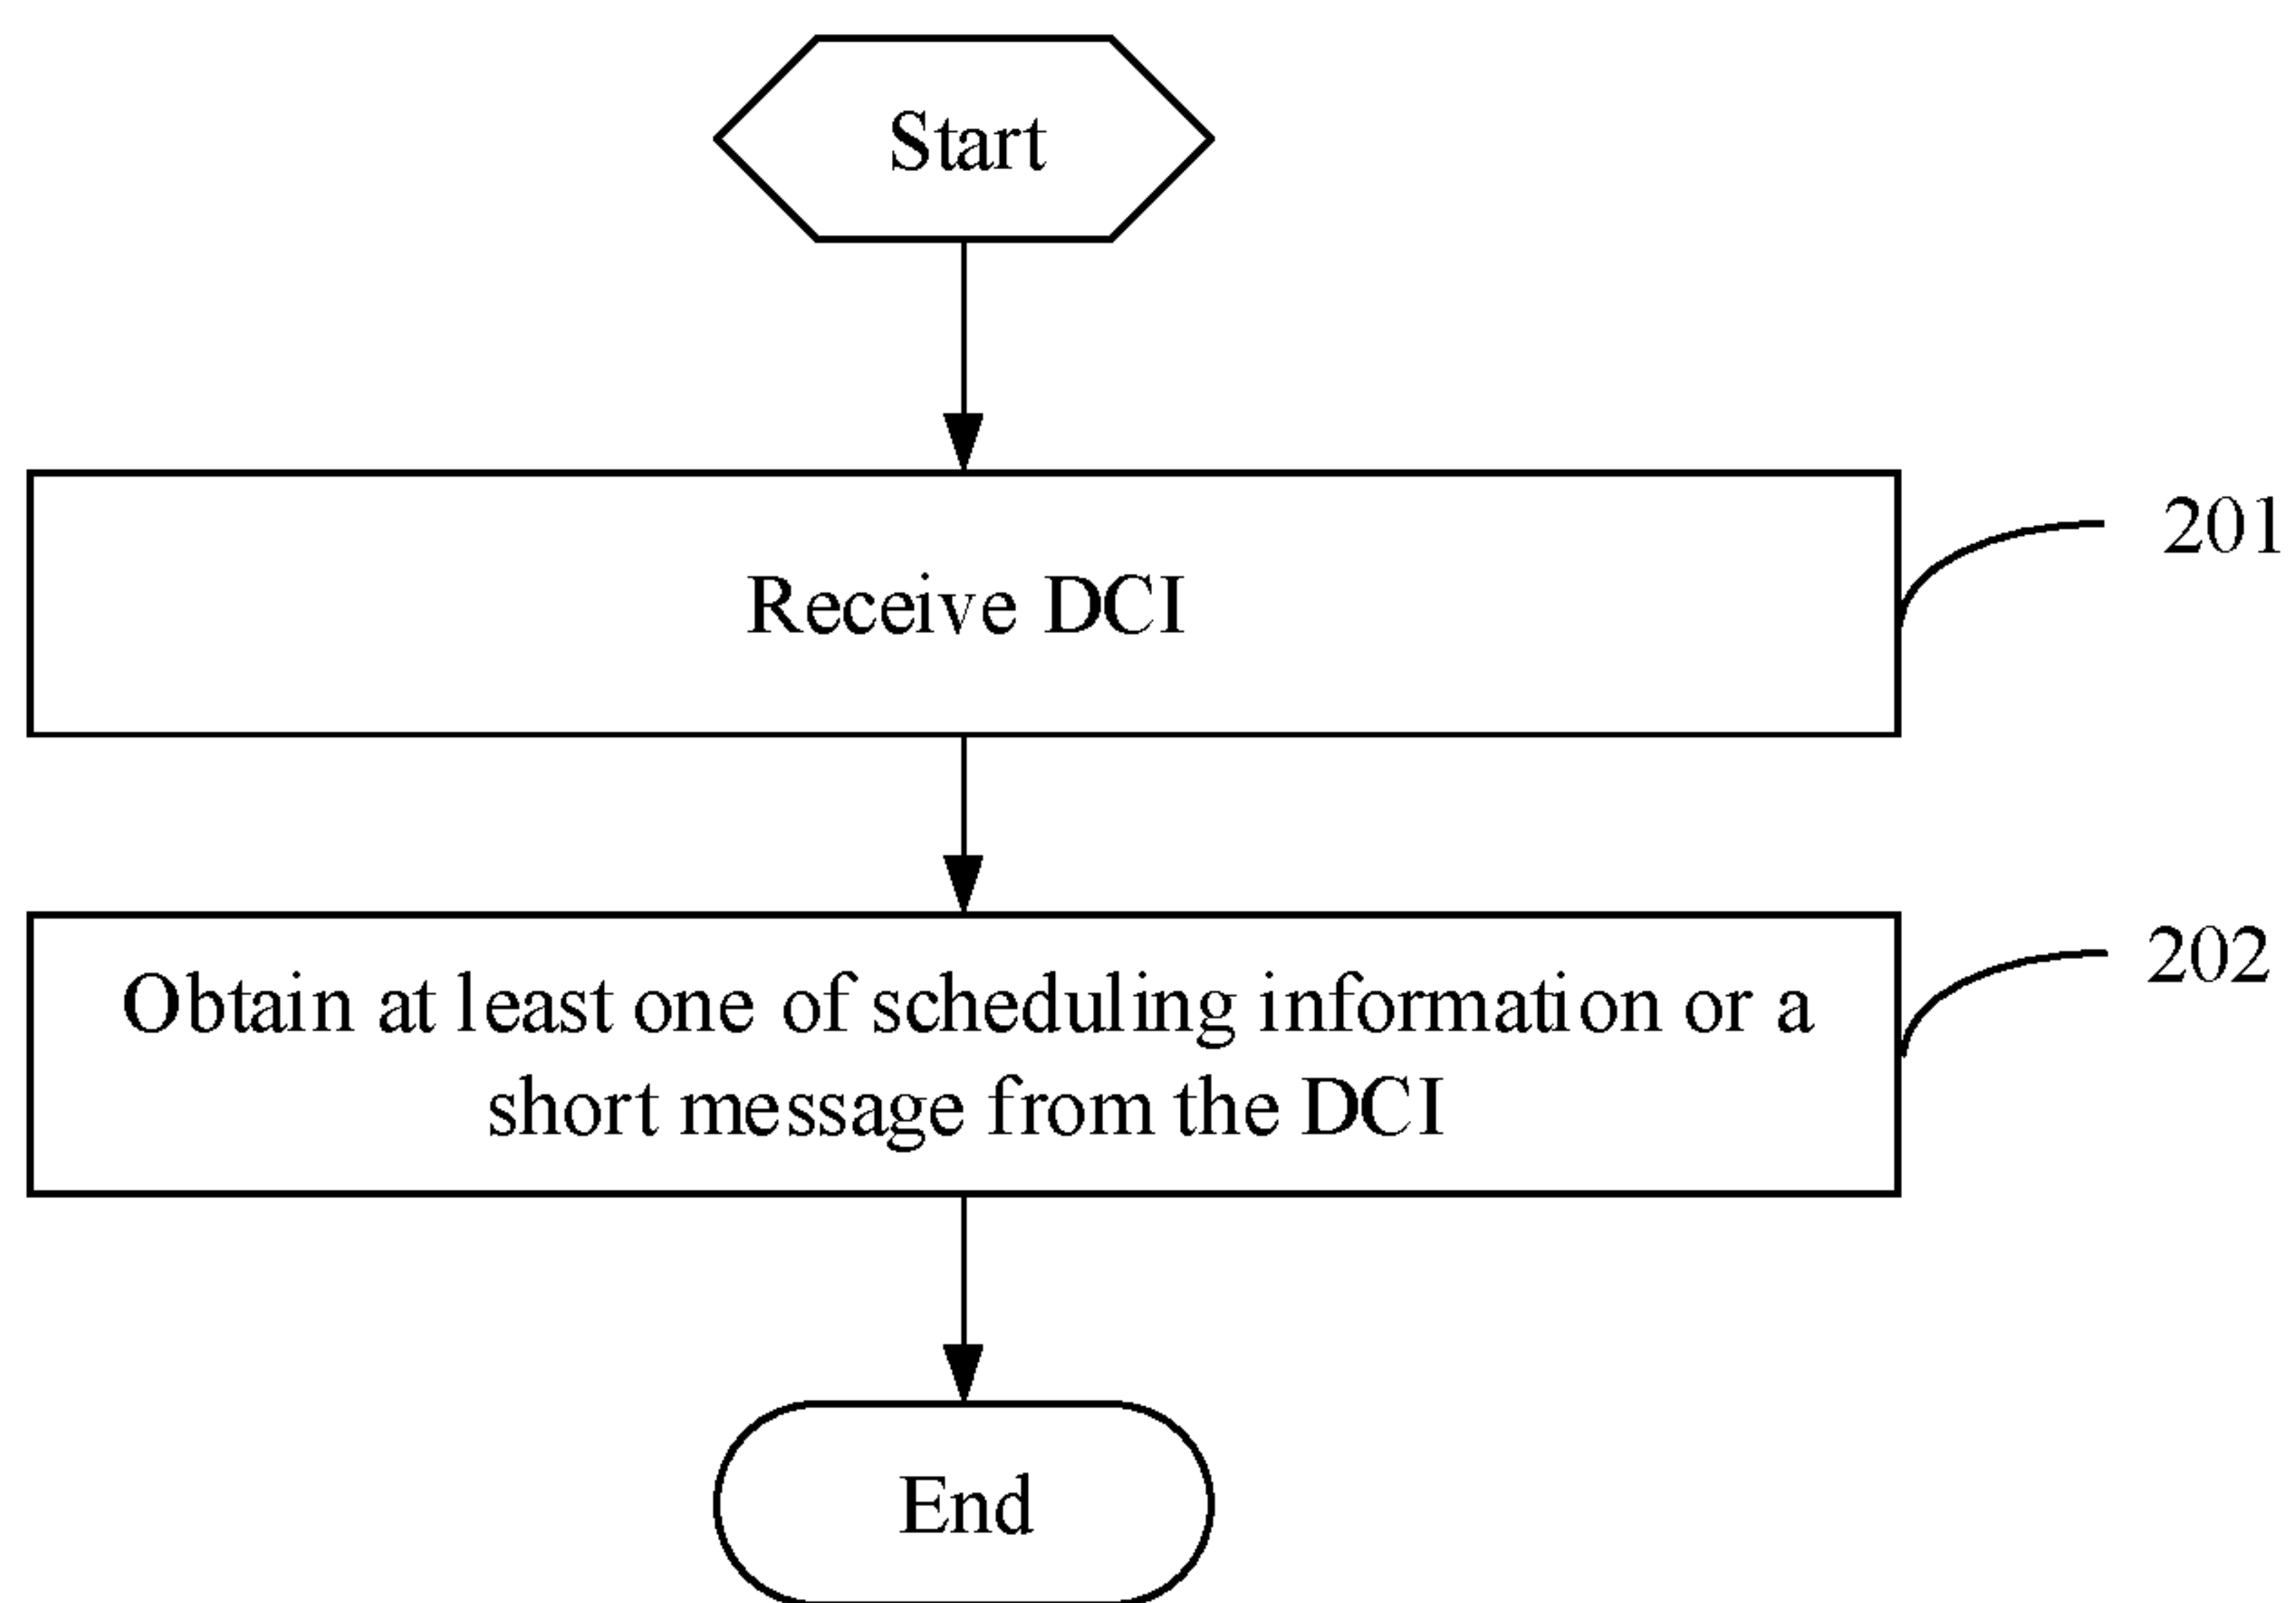 Start
Receive DCI
201
Obtain at least one of scheduling information or a
short message from the DCI
202
End